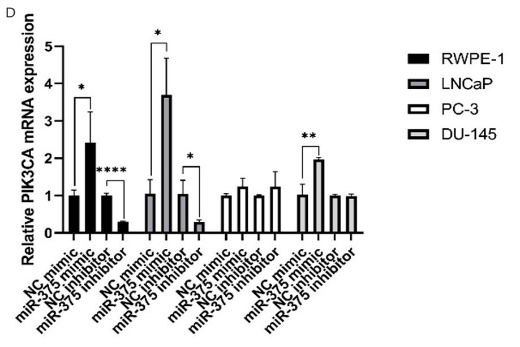 D
Relative PIK3CA mRNA expression
5
4
3
2
1
0
*
****
*
*
**
NC mimic
miR-375 mimic
NC inhibitor
miR-375 inhibitor
NC mimic
miR-375 mimic
NC inhibitor
miR-375 inhibitor
NC mimic
miR-375 mimic
NC inhibitor
miR-375 inhibitor
NC mimic
miR-375 mimic
NC inhibitor
miR-375 inhibitor
RWPE-1
LNCaP
PC-3
DU-145